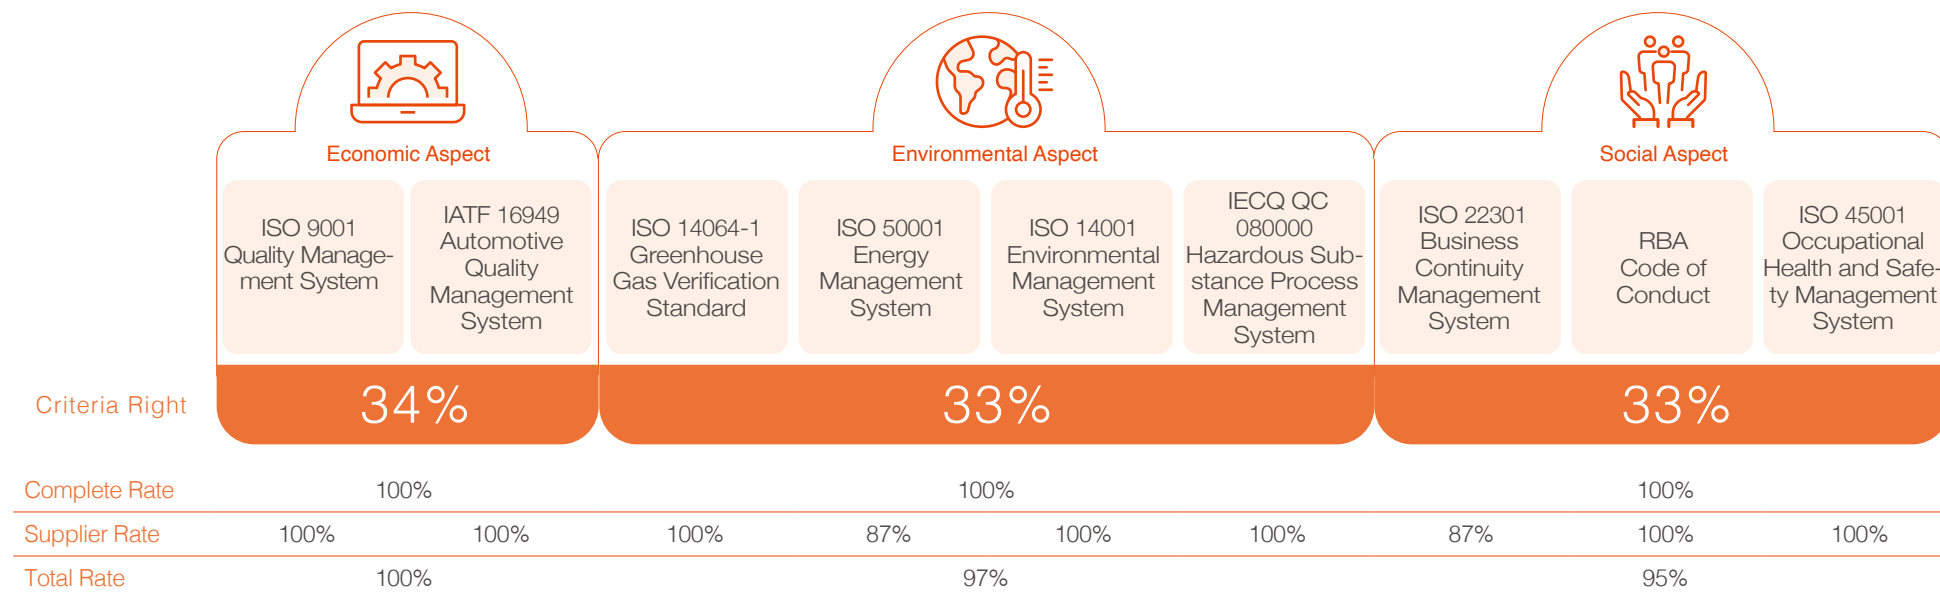 Economic Aspect
Environmental Aspect
Social Aspect
ISO 9001
Quality Manage-
ment System
IATF 16949
Automotive
Quality
Management
System
ISO 14064-1
Greenhouse
Gas Verification
Standard
ISO 50001
Energy
Management
System
ISO 14001
Environmental
Management
System
IECQ QC
080000
Hazardous Sub-
stance Process
Management
System
ISO 22301
Business
Continuity
Management
System
RBA
Code of
Conduct
ISO 45001
Occupational
Health and Safe-
ty Management
System
Criteria Right 34% 33% 33%
Complete Rate 100% 100% 100%
Supplier Rate 100% 100% 100% 87% 100% 100% 87% 100% 100%
Total Rate 100% 97% 95%